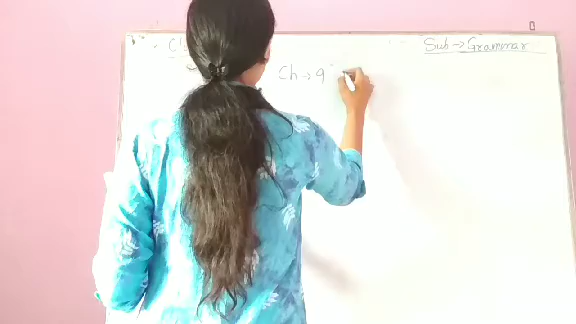 Sub → Grammar
Ch → 9